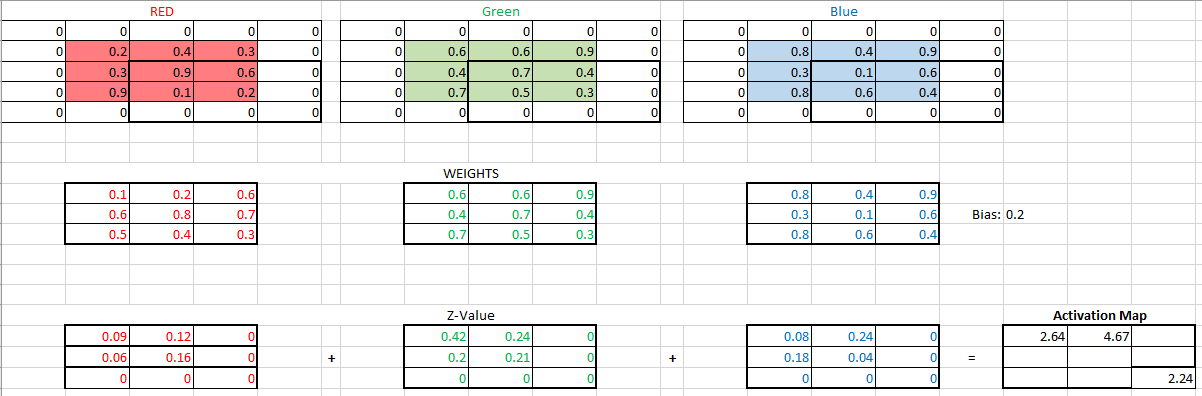 RED Green Blue
0 0 0 0 0 0 0 0 0 0 0 0 0 0 0
0 0.2 0.4 0.3 0 0 0.6 0.6 0.9 0 0 0.8 0.4 0.9 0
0 0.3 0.9 0.6 0 0 0.4 0.7 0.4 0 0 0.3 0.1 0.6 0
0 0.9 0.1 0.2 0 0 0.7 0.5 0.3 0 0 0.8 0.6 0.4 0
0 0 0 0 0 0 0 0 0 0 0 0 0 0 0
WEIGHTS
0.1 0.2 0.6 0.6 0.6 0.9 0.8 0.4 0.9
0.6 0.8 0.7 0.4 0.7 0.4 0.3 0.1 0.6 Bias: 0.2
0.5 0.4 0.3 0.7 0.5 0.3 0.8 0.6 0.4
Z-Value Activation Map
0.09 0.12 0 0.42 0.24 0 0.08 0.24 0 2.64 4.67
0.06 0.16 0 + 0.2 0.21 0 + 0.18 0.04 0 =
0 0 0 0 0 0 0 0 0 2.24